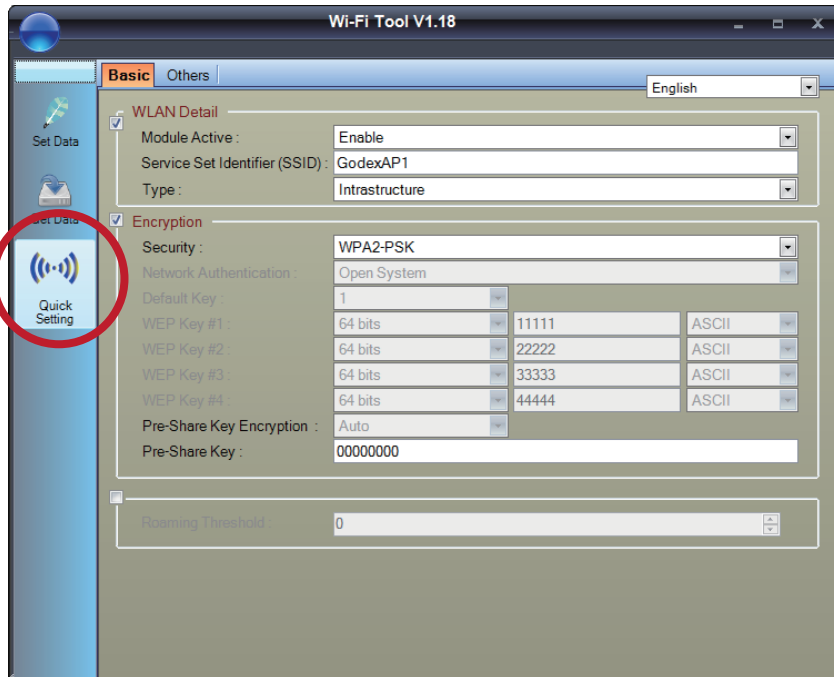 Wi-Fi Tool V1.18
Basic Others
English
Set Data
Get Data
Quick
Setting
WLAN Detail
Module Active : Enable
Service Set Identifier (SSID) : GodexAP1
Type : Intrastructure
Encryption
Security : WPA2-PSK
Network Authentication : Open System
Default Key : 1
WEP Key #1 : 64 bits 11111 ASCII
WEP Key #2 : 64 bits 22222 ASCII
WEP Key #3 : 64 bits 33333 ASCII
WEP Key #4 : 64 bits 44444 ASCII
Pre-Share Key Encryption : Auto
Pre-Share Key : 00000000
Roaming Threshold : 0